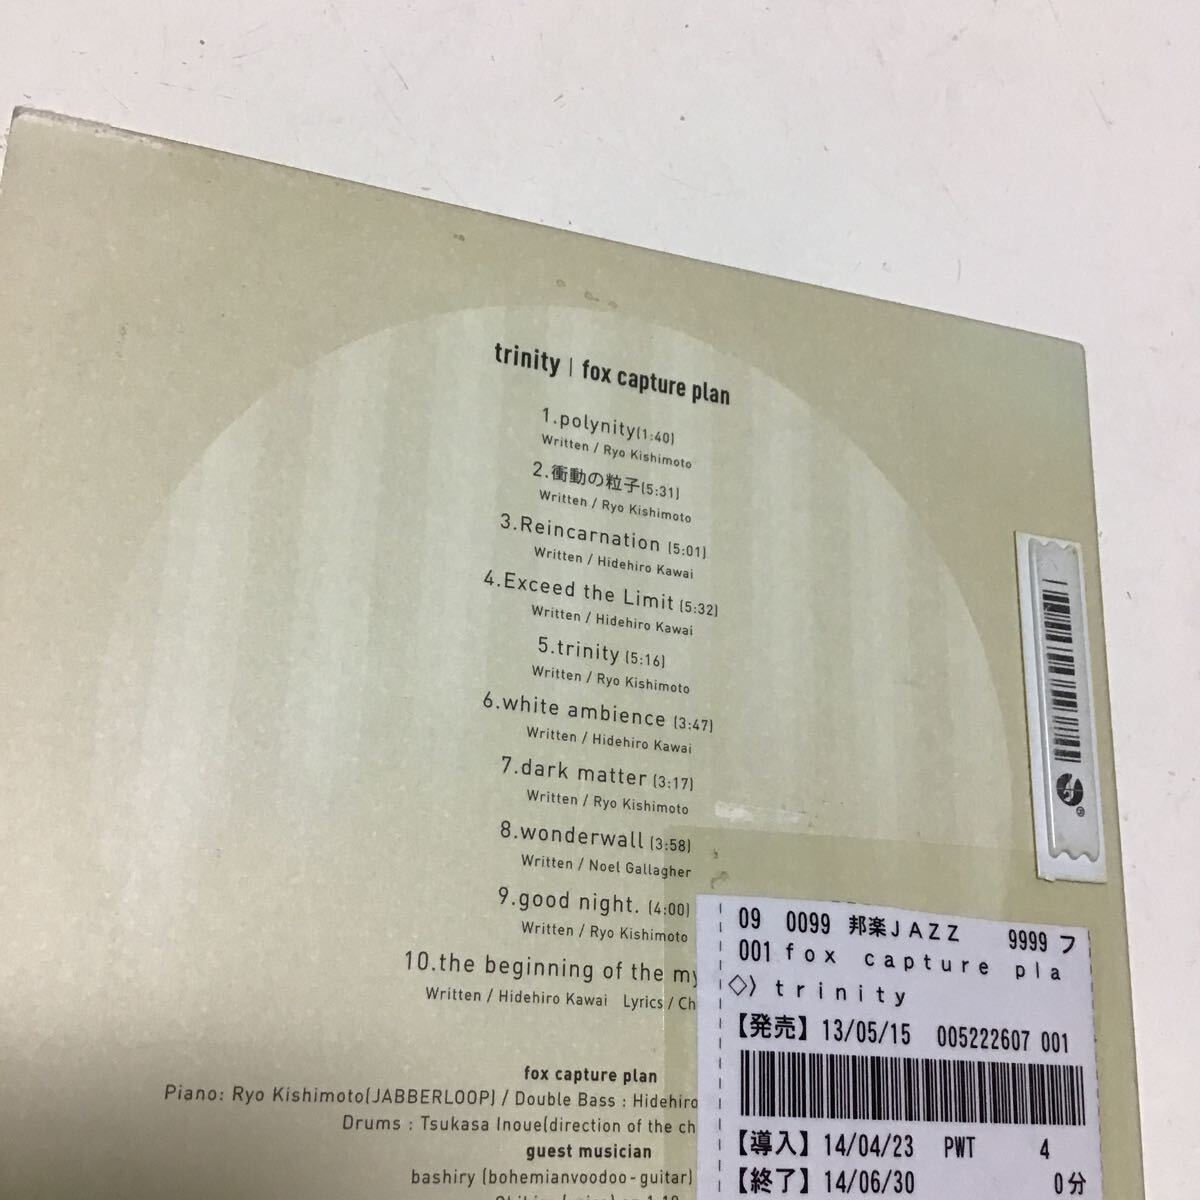 trinity | fox capture plan
1.polynity(1:40)
Written / Ryo Kishimoto
2.衝動の粒子(5:31)
Written / Ryo Kishimoto
3.Reincarnation (5:01)
Written / Hidehiro Kawai
4.Exceed the Limit (5:32)
Written / Hidehiro Kawai
5.trinity (5:16)
Written / Ryo Kishimoto
6.white ambience (3:47)
Written / Hidehiro Kawai
7.dark matter (3:17)
Written / Ryo Kishimoto
8.wonderwall (3:58)
Written / Noel Gallagher
9.good night. (4:00)
Written / Ryo Kishimoto
10.the beginning of the my
Written / Hidehiro Kawai Lyrics / Ch
fox capture plan
Piano: Ryo Kishimoto(JABBERLOOP) / Double Bass : Hidehiro
Drums : Tsukasa Inoue(direction of the ch
guest musician
bashiry (bohemianvoodoo-guitar)
09 0099 邦楽JAZZ 9999 フ
001 fox capture pla
◇〉trinity
【発売】13/05/15 005222607 001
【導入】14/04/23 PWT 4
【終了】14/06/30 0分